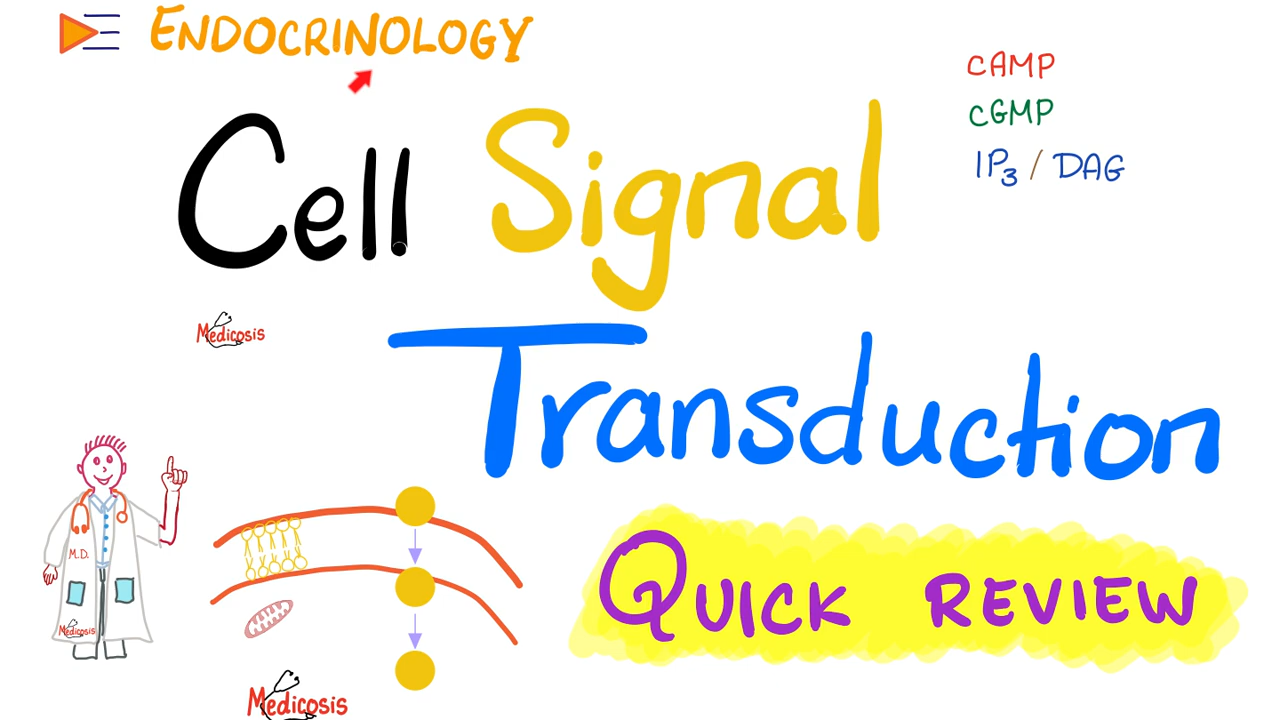 ENDOCRINOLOGY
CAMP
cGMP
IP3 / DAG
Cell Signal
Medicosis
Transduction
M.D.
Medicosis
QUICK REVIEW
Medicosis